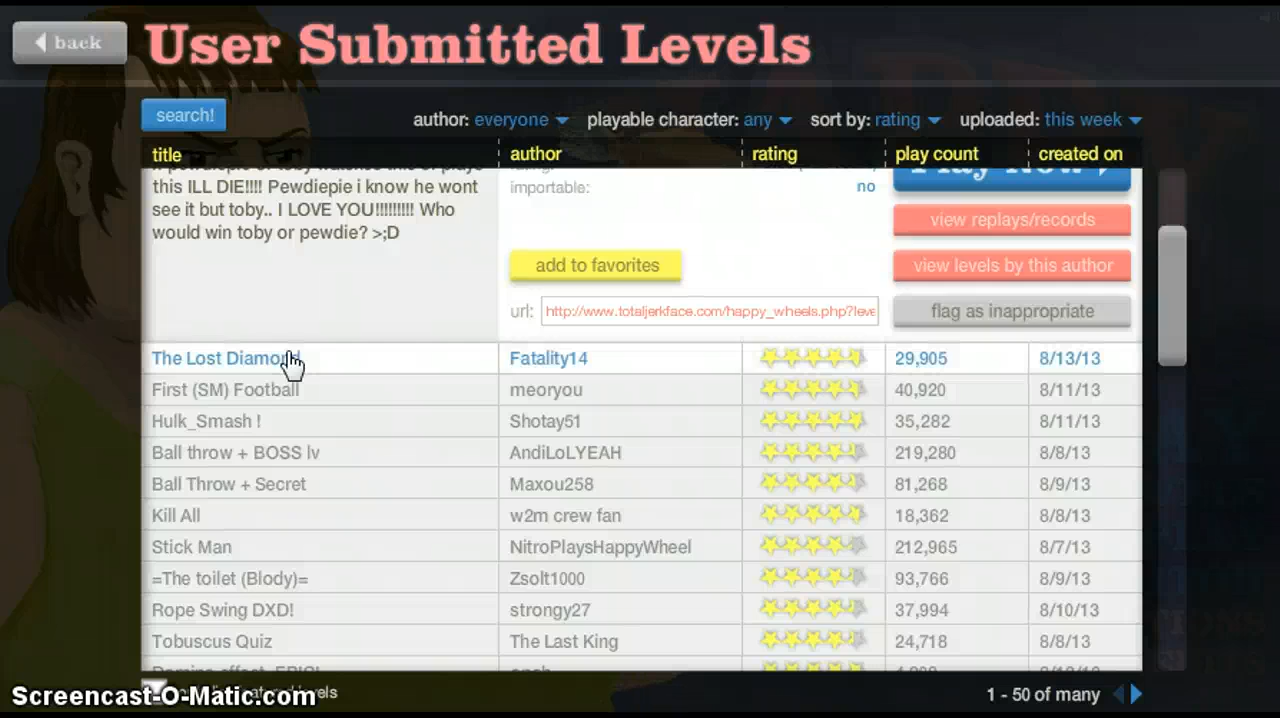 back
User Submitted Levels
search!
author: everyone playable character: any sort by: rating uploaded: this week
title author rating play count created on
this ILL DIE!!!! Pewdiepie i know he wont
see it but toby.. I LOVE YOU!!!!!!!!! Who
would win toby or pewdie? >;D
importable: no
Play Now
view replays/records
add to favorites
view levels by this author
url: http://www.totaljerkface.com/happy_wheels.php?leve
flag as inappropriate
The Lost Diamond Fatality14 29,905 8/13/13
First (SM) Football meoryou 40,920 8/11/13
Hulk_Smash ! Shotay51 35,282 8/11/13
Ball throw + BOSS lv AndiLoLYEAH 219,280 8/8/13
Ball Throw + Secret Maxou258 81,268 8/9/13
Kill All w2m crew fan 18,362 8/8/13
Stick Man NitroPlaysHappyWheel 212,965 8/7/13
=The toilet (Blody)= Zsolt1000 93,766 8/9/13
Rope Swing DXD! strongy27 37,994 8/10/13
Tobuscus Quiz The Last King 24,718 8/8/13
Screencast-O-Matic.com levels
1 - 50 of many